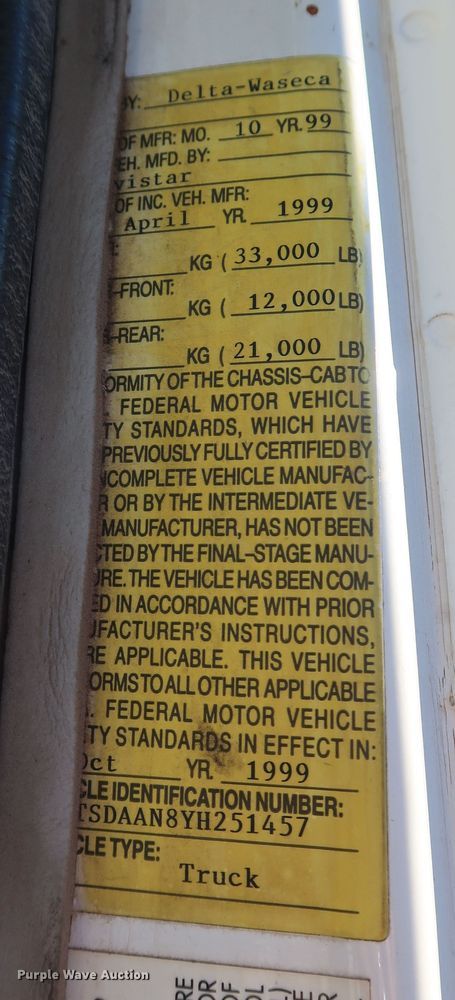 BY: Delta-Waseca
OF MFR: MO. 10 YR. 99
EH. MFD. BY:
vistar
OF INC. VEH. MFR:
April YR. 1999
KG ( 33,000 LB)
-FRONT:
KG ( 12,000 LB)
-REAR:
KG ( 21,000 LB)
ORMITY OF THE CHASSIS-CAB TO
. FEDERAL MOTOR VEHICLE
TY STANDARDS, WHICH HAVE
PREVIOUSLY FULLY CERTIFIED BY
NCOMPLETE VEHICLE MANUFAC-
R OR BY THE INTERMEDIATE VE-
MANUFACTURER, HAS NOT BEEN
CTED BY THE FINAL-STAGE MANU-
URE. THE VEHICLE HAS BEEN COM-
ED IN ACCORDANCE WITH PRIOR
UFACTURER'S INSTRUCTIONS,
RE APPLICABLE. THIS VEHICLE
ORMS TO ALL OTHER APPLICABLE
. FEDERAL MOTOR VEHICLE
TY STANDARDS IN EFFECT IN:
Oct YR. 1999
CLE IDENTIFICATION NUMBER:
TSDAAN8YH251457
CLE TYPE:
Truck
Purple Wave Auction